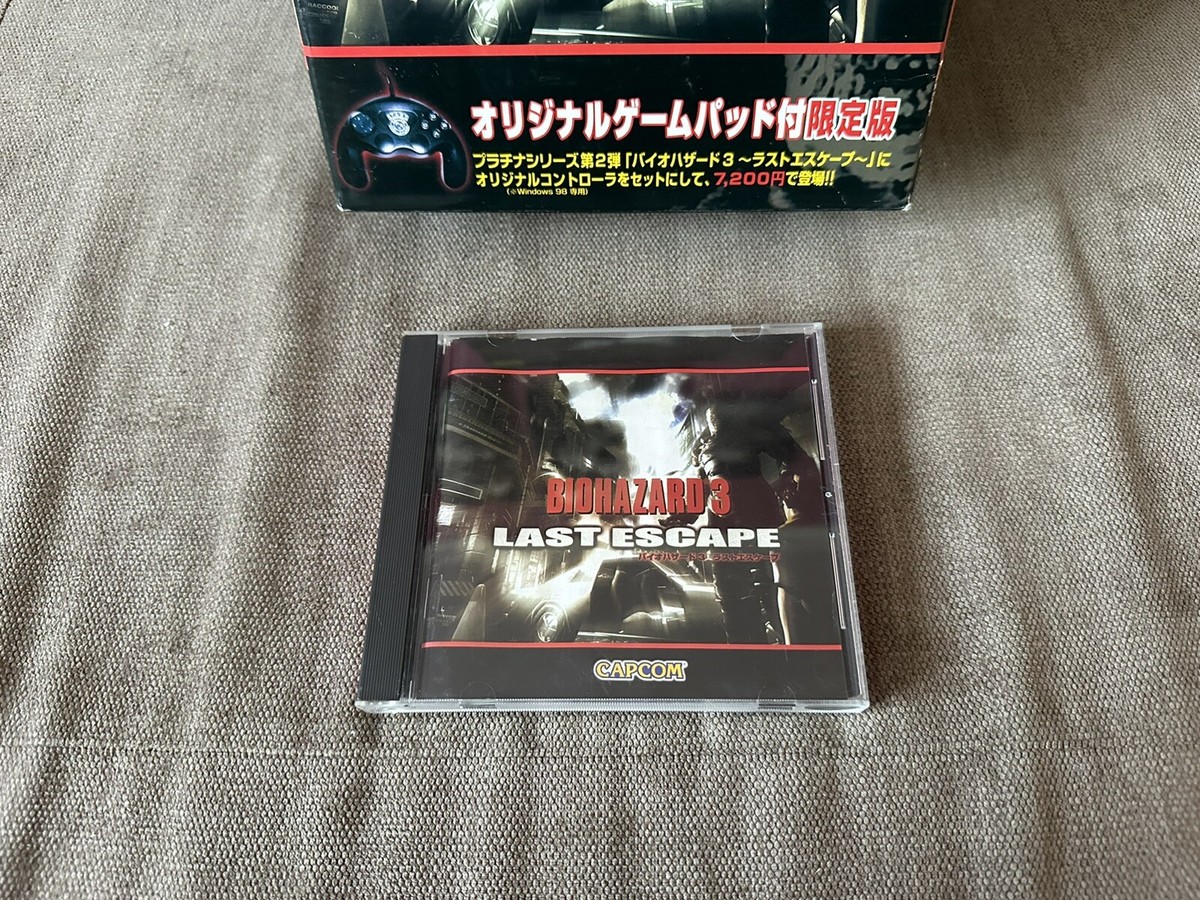 RACCOO
オリジナルゲームパッド付限定版
プラチナシリーズ第2弾「バイオハザード3~ラストエスケープ~」に
オリジナルコントローラをセットにして、7,200円で登場!!
(※Windows 98 専用)
BIOHAZARD 3
LAST ESCAPE
バイオハザード3 ラストエスケープ
CAPCOM